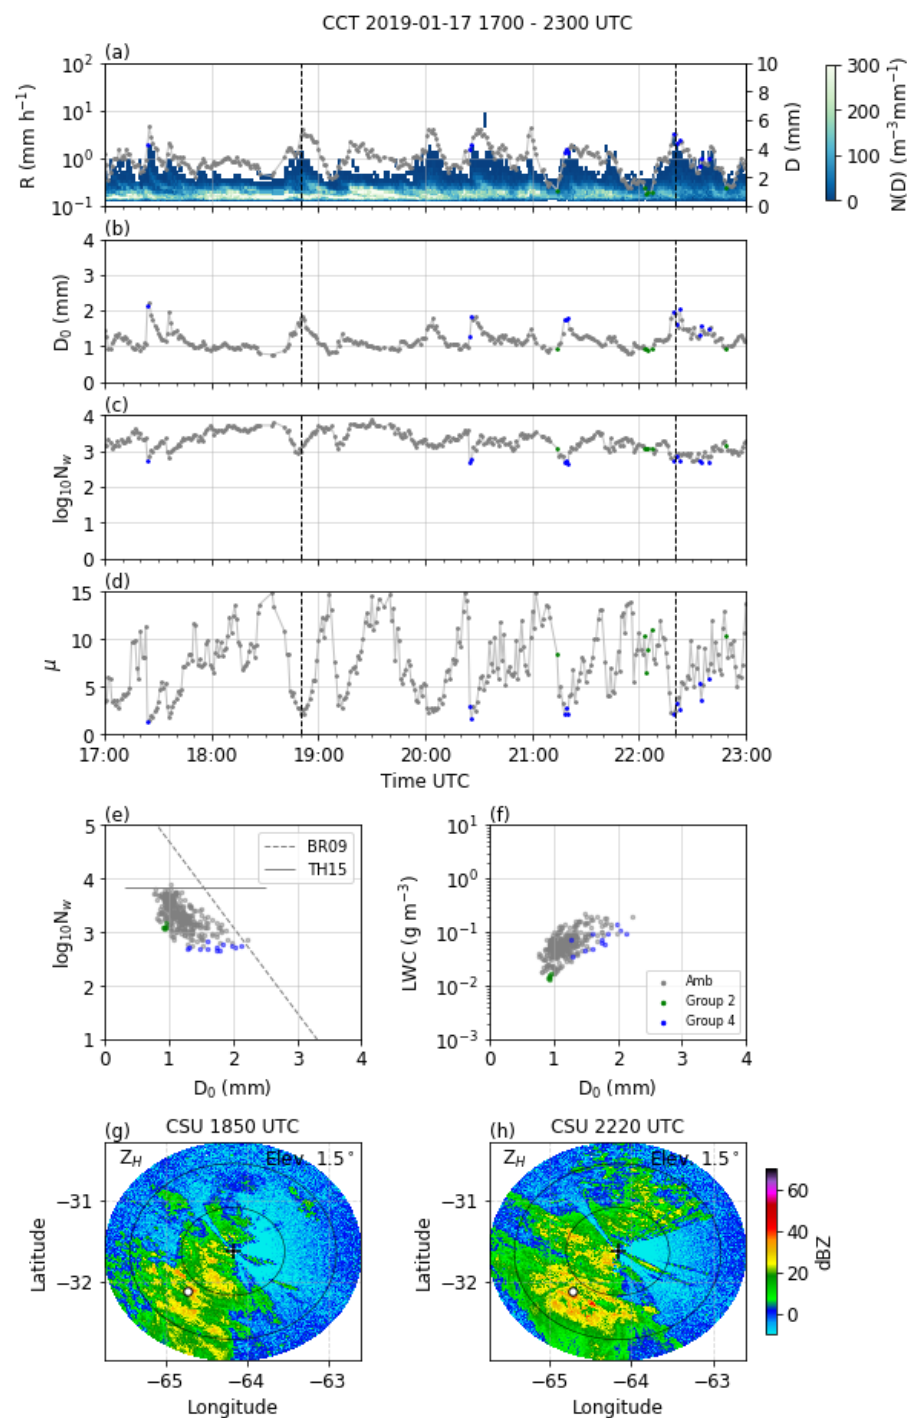 CCT 2019-01-17 1700 - 2300 UTC
(a)
R (mm h⁻¹)
10²
10¹
10⁰
10⁻¹
10
8
6
4
2
0
D (mm)
300
200
100
0
N(D) (m⁻³mm⁻¹)
(b)
D₀ (mm)
4
3
2
1
0
(c)
log₁₀N_w
4
3
2
1
0
(d)
μ
15
10
5
0
17:00 18:00 19:00 20:00 21:00 22:00 23:00
Time UTC
(e)
log₁₀N_w
5
4
3
2
1
BR09
TH15
0 1 2 3 4
D₀ (mm)
(f)
LWC (g m⁻³)
10¹
10⁰
10⁻¹
10⁻²
10⁻³
Amb
Group 2
Group 4
0 1 2 3 4
D₀ (mm)
(g) CSU 1850 UTC
Z_H Elev 1.5°
Latitude
−31
−32
−65 −64 −63
Longitude
(h) CSU 2220 UTC
Z_H Elev 1.5°
Latitude
−31
−32
−65 −64 −63
Longitude
60
40
20
0
dBZ